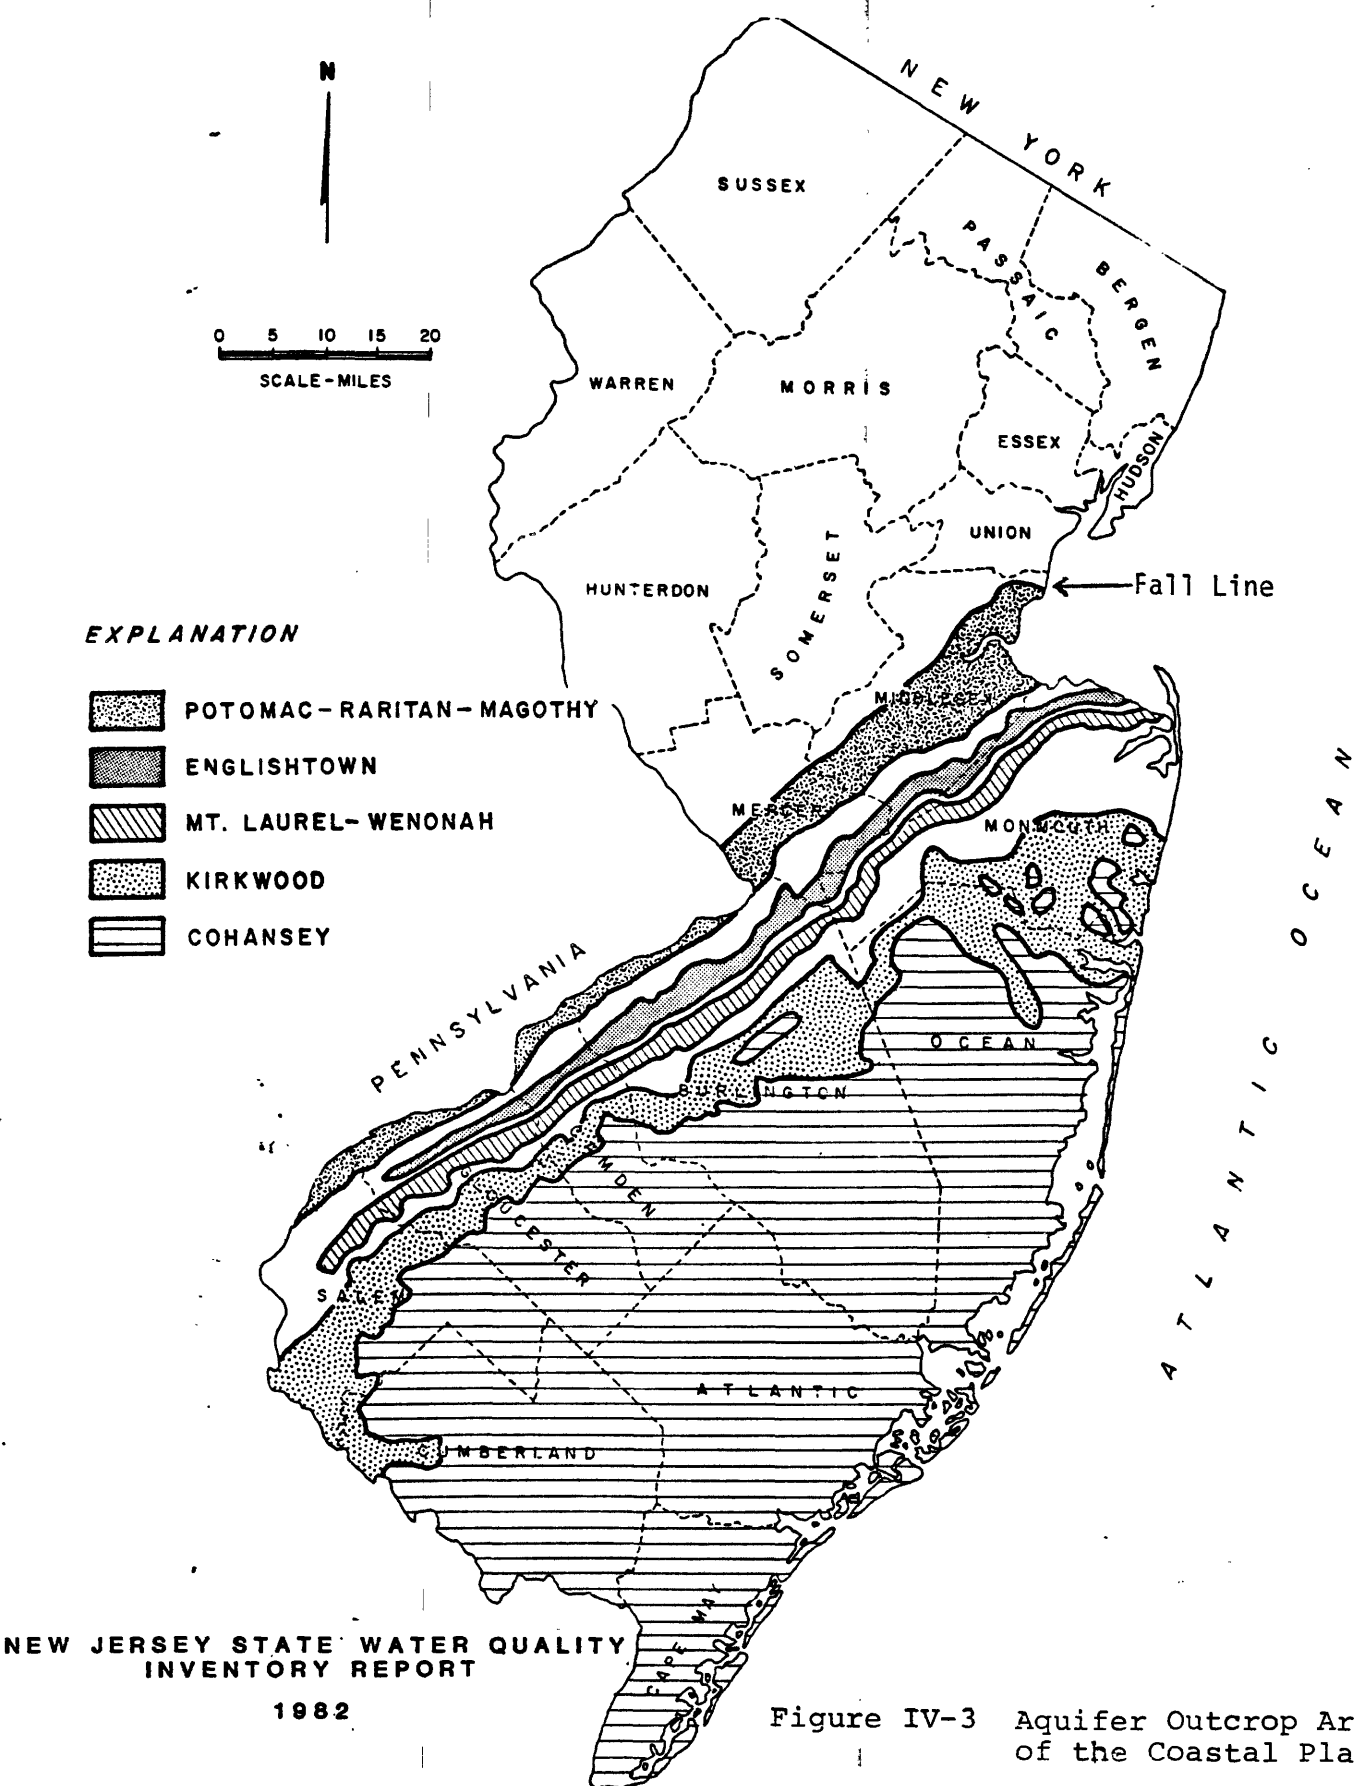 N
NEW YORK
SUSSEX
PASSAIC
BERGEN
0 5 10 15 20
SCALE-MILES
WARREN
MORRIS
ESSEX
HUDSON
UNION
HUNTERDON
SOMERSET
Fall Line
EXPLANATION
POTOMAC-RARITAN-MAGOTHY
ENGLISHTOWN
MT. LAUREL-WENONAH
KIRKWOOD
COHANSEY
MIDDLESEX
MERCER
MONMOUTH
PENNSYLVANIA
OCEAN
BURLINGTON
CAMDEN
GLOUCESTER
SALEM
ATLANTIC
CUMBERLAND
CAPE MAY
ATLANTIC OCEAN
NEW JERSEY STATE WATER QUALITY
INVENTORY REPORT
1982
Figure IV-3 Aquifer Outcrop Ar
of the Coastal Pla